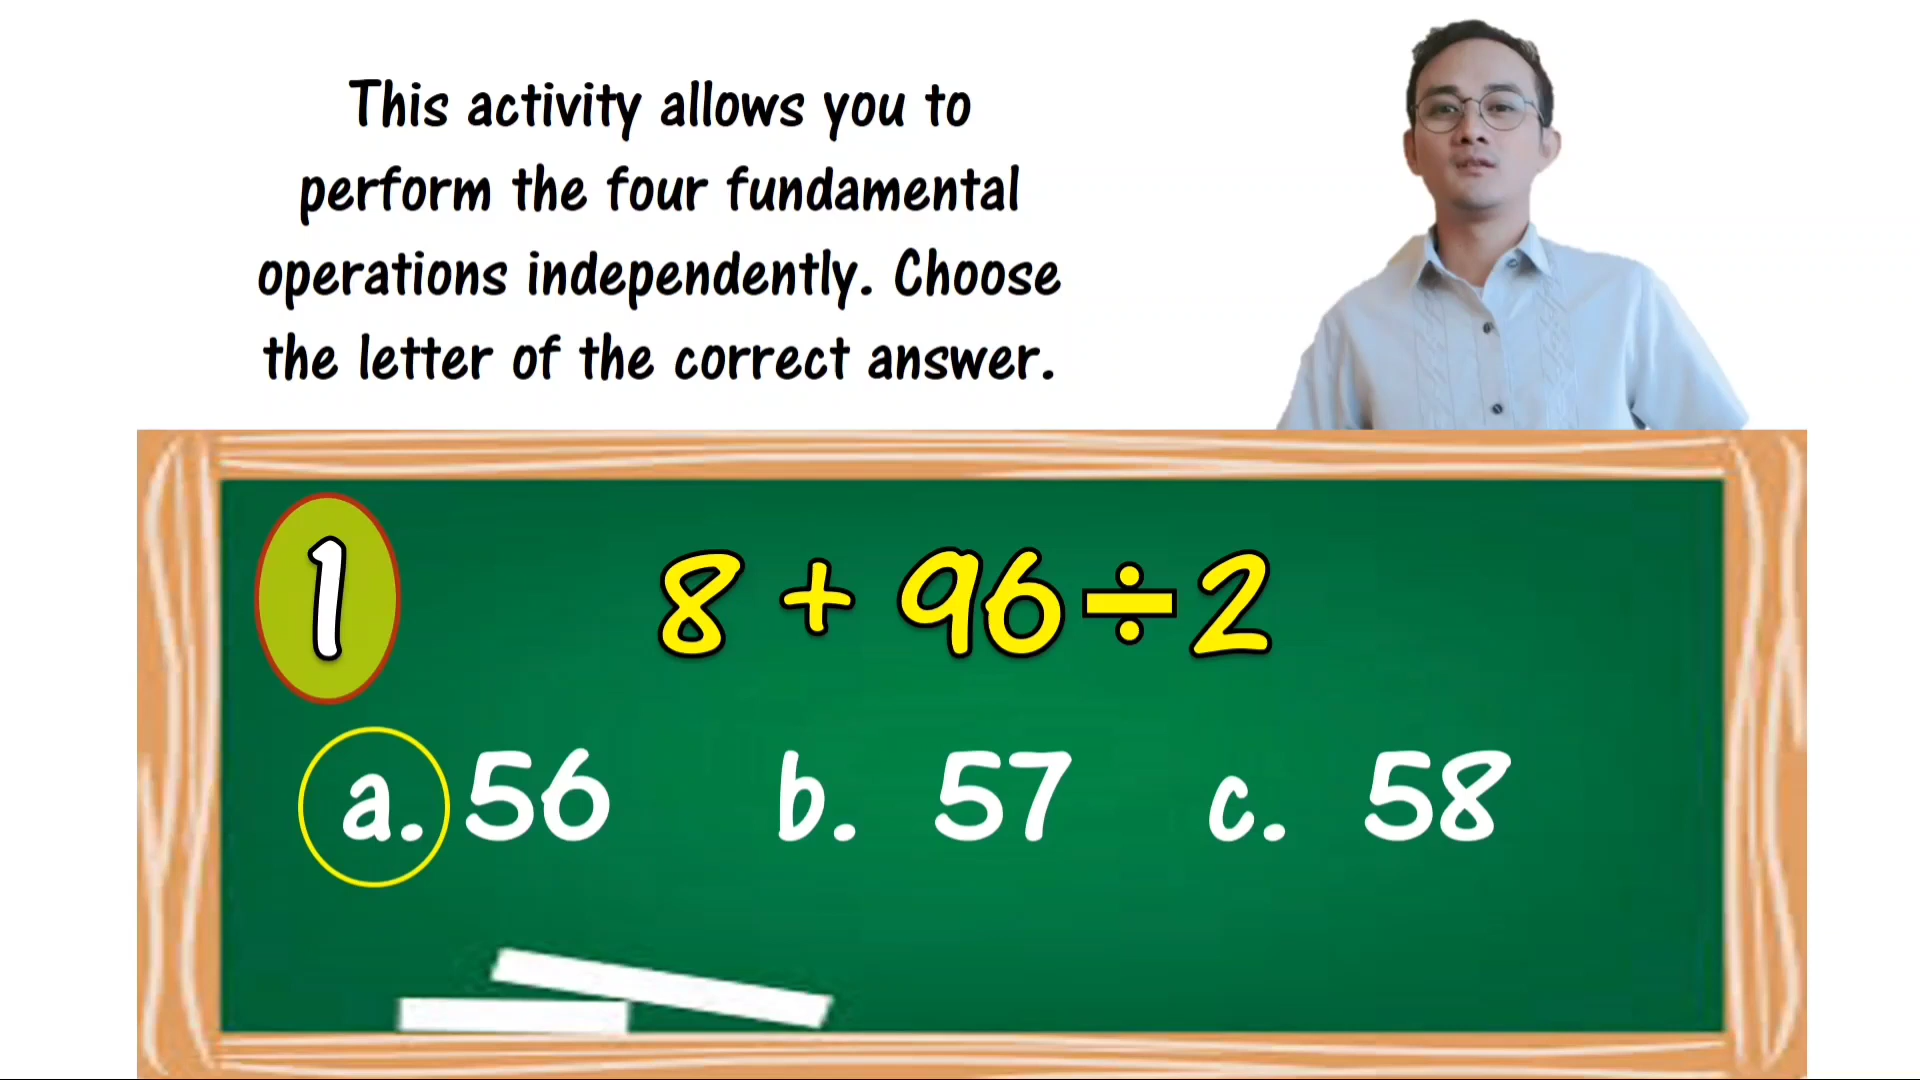 This activity allows you to
perform the four fundamental
operations independently. Choose
the letter of the correct answer.
1
8 + 96÷2
a. 56 b. 57 c. 58